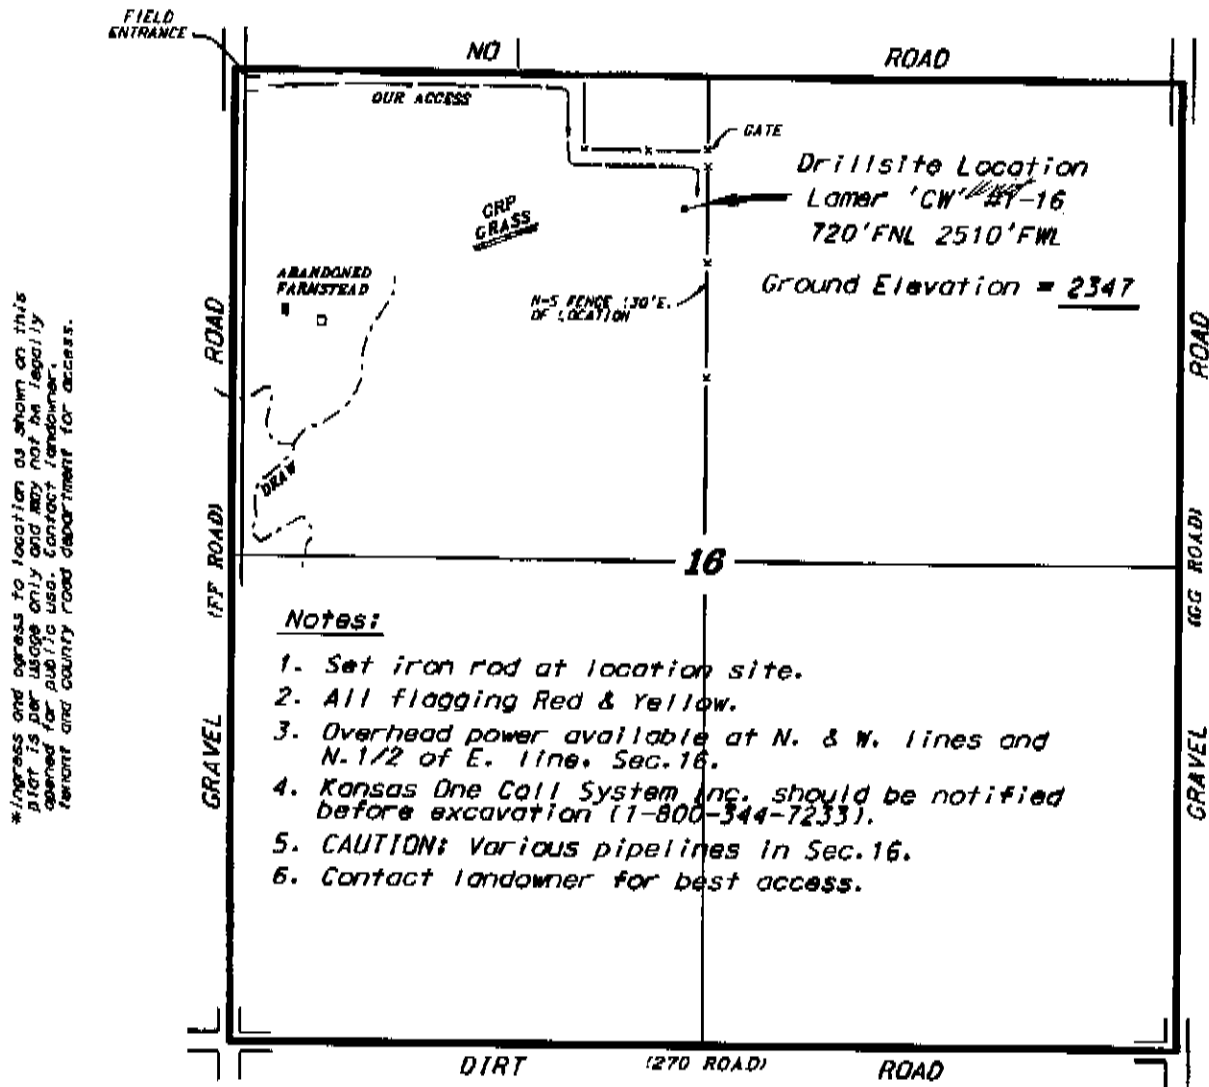 FIELD
ENTRANCE
NO ROAD
OUR ACCESS
GATE
Drillsite Location
Lamar 'CW' #1-16
720'FNL 2510'FWL
Ground Elevation = 2347
CRP
GRASS
ABANDONED
FARMSTEAD
N-S FENCE 130'E.
OF LOCATION
DRAW
16
GRAVEL (FF ROAD) ROAD
GRAVEL (GG ROAD) ROAD
*Ingress and egress to location as shown on this
plat is per usage only and may not be legally
opened for public use. Contact landowner,
tenant and county road department for access.
Notes:
1. Set iron rod at location site.
2. All flagging Red & Yellow.
3. Overhead power available at N. & W. lines and
N.1/2 of E. line, Sec.16.
4. Kansas One Call System Inc. should be notified
before excavation (1-800-344-7233).
5. CAUTION: Various pipelines in Sec.16.
6. Contact landowner for best access.
DIRT (270 ROAD) ROAD